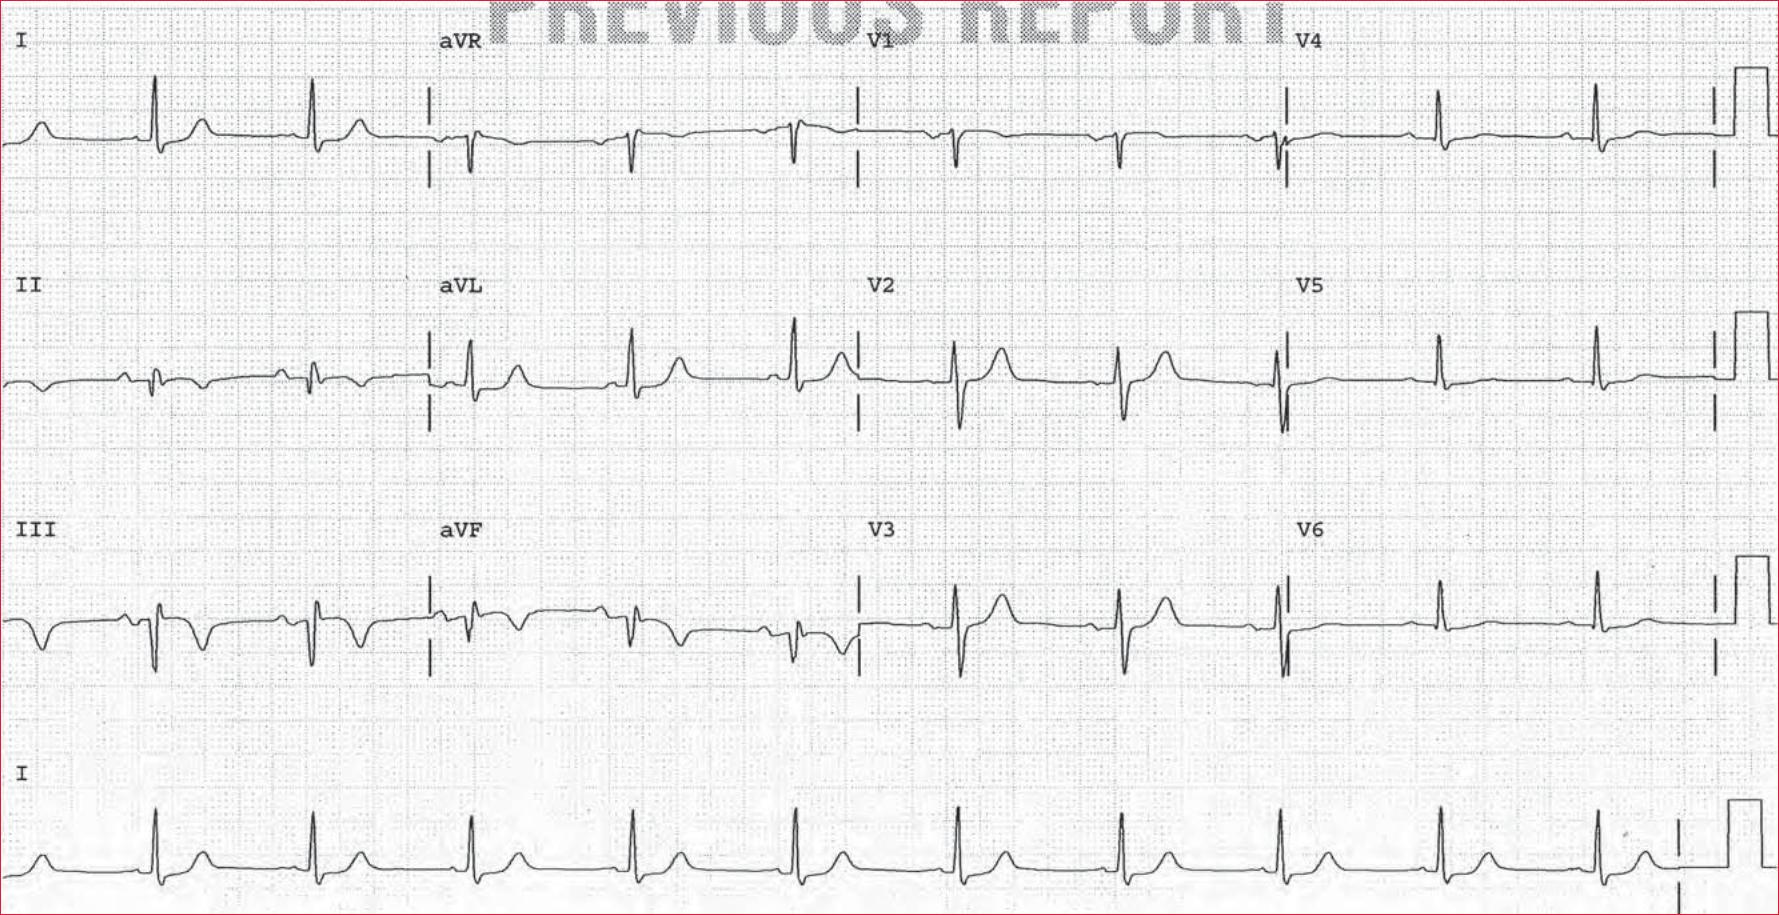 PREVIOUS REPORT
I aVR V1 V4
II aVL V2 V5
III aVF V3 V6
I